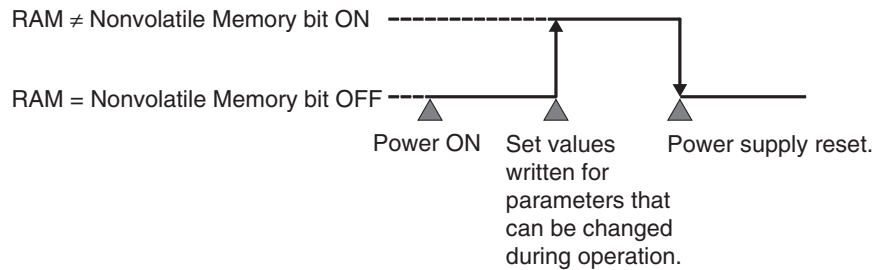 RAM ≠ Nonvolatile Memory bit ON
RAM = Nonvolatile Memory bit OFF
Power ON
Set values
written for
parameters that
can be changed
during operation.
Power supply reset.